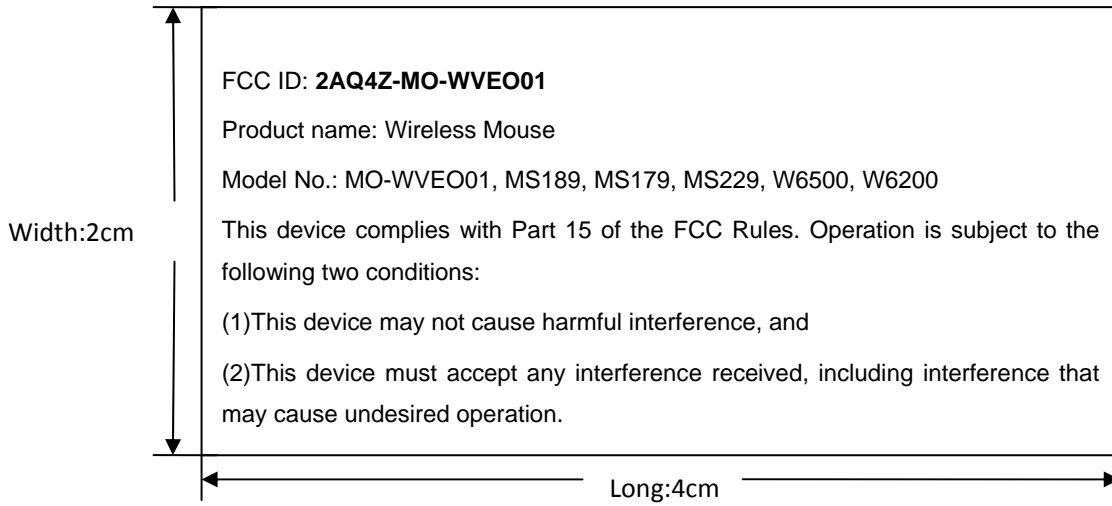 FCC ID: 2AQ4Z-MO-WVEO01
Product name: Wireless Mouse
Model No.: MO-WVEO01, MS189, MS179, MS229, W6500, W6200
Width:2cm
This device complies with Part 15 of the FCC Rules. Operation is subject to the
following two conditions:
(1)This device may not cause harmful interference, and
(2)This device must accept any interference received, including interference that
may cause undesired operation.
Long:4cm